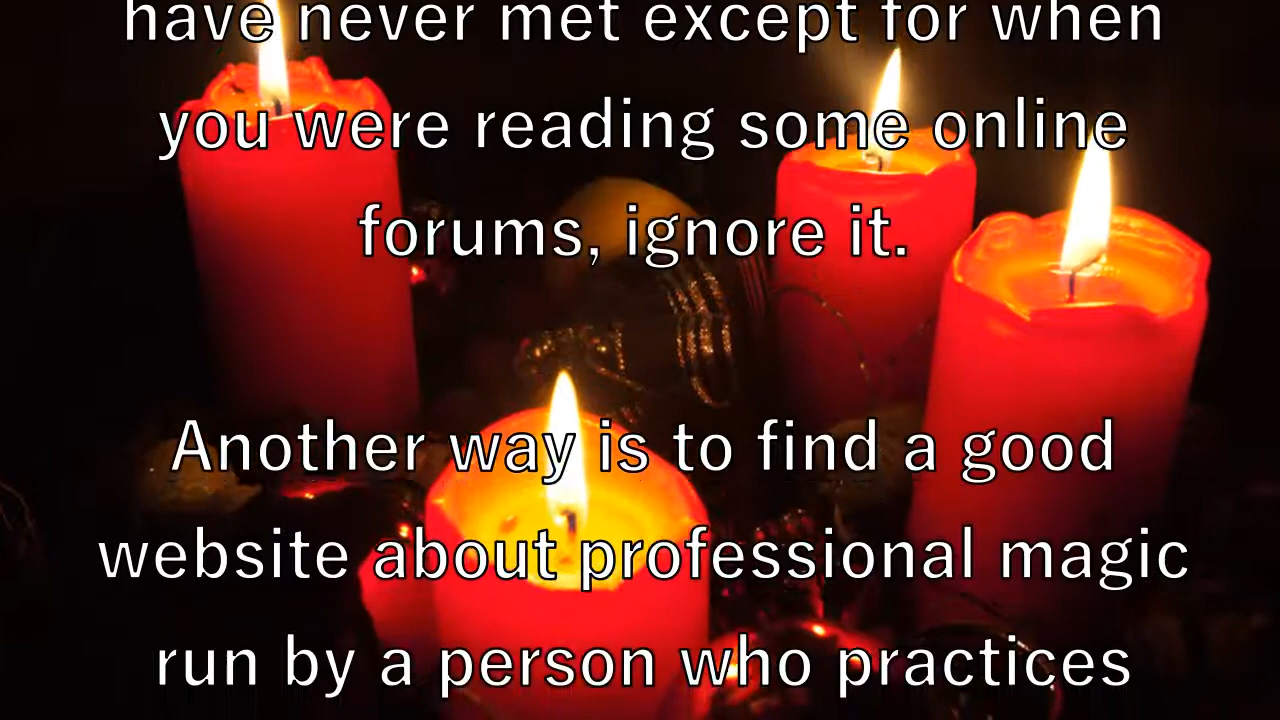 have never met except for when
you were reading some online
forums, ignore it.
Another way is to find a good
website about professional magic
run by a person who practices